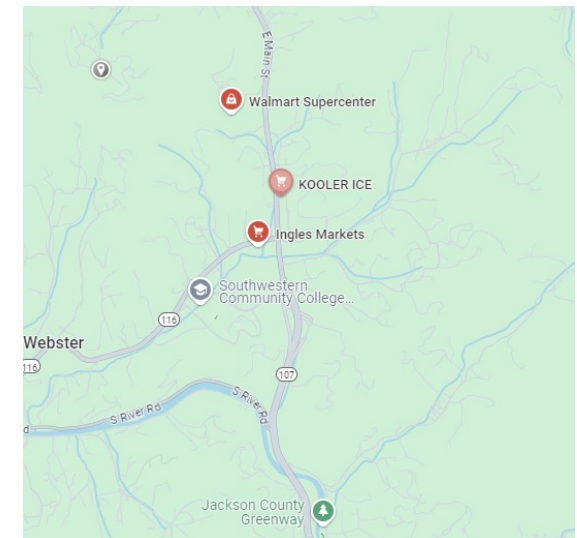 E Main St
Walmart Supercenter
KOOLER ICE
Ingles Markets
Southwestern
Community College...
116
Webster
116
107
S River Rd
S River Rd
d
Jackson County
Greenway